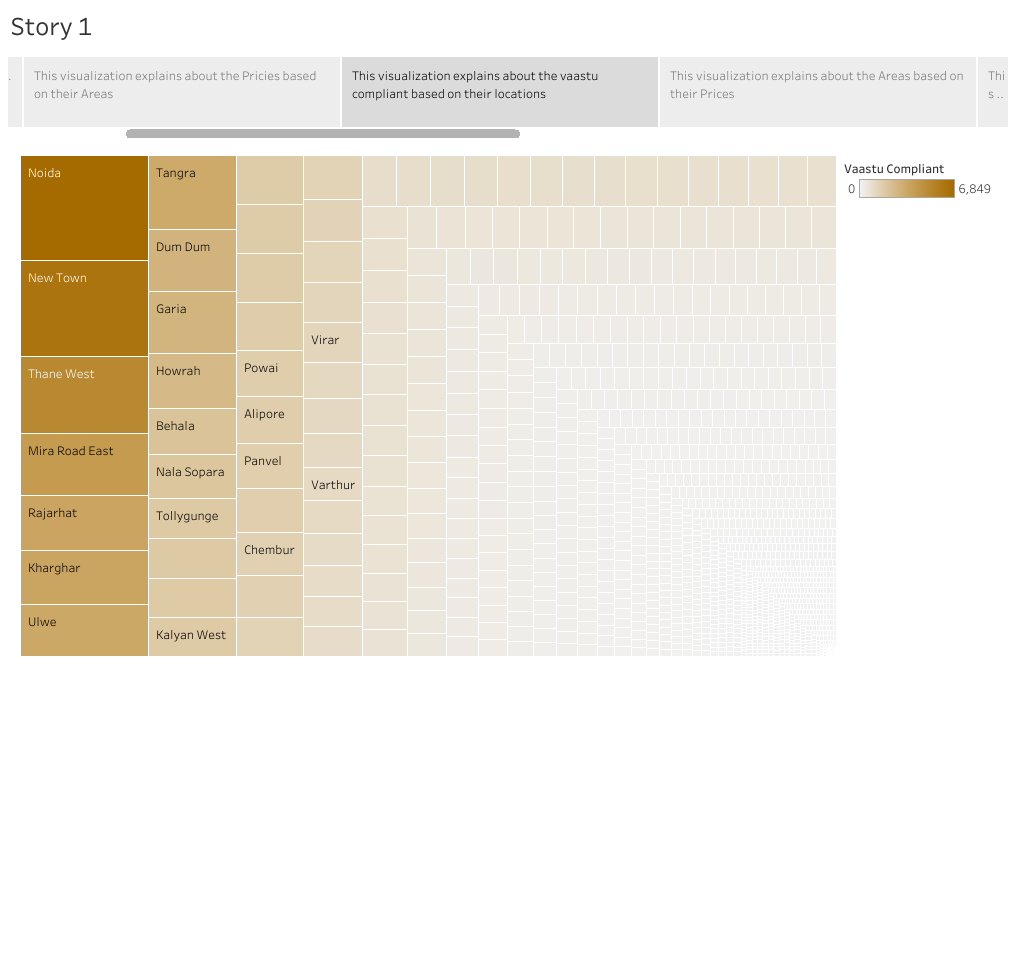 Story 1
.
This visualization explains about the Pricies based
on their Areas
This visualization explains about the vaastu
compliant based on their locations
This visualization explains about the Areas based on
their Prices
Thi
s ..
Noida
New Town
Thane West
Mira Road East
Rajarhat
Kharghar
Ulwe
Tangra
Dum Dum
Garia
Howrah
Behala
Nala Sopara
Tollygunge
Kalyan West
Powai
Alipore
Panvel
Chembur
Virar
Varthur
Vaastu Compliant
0
6,849